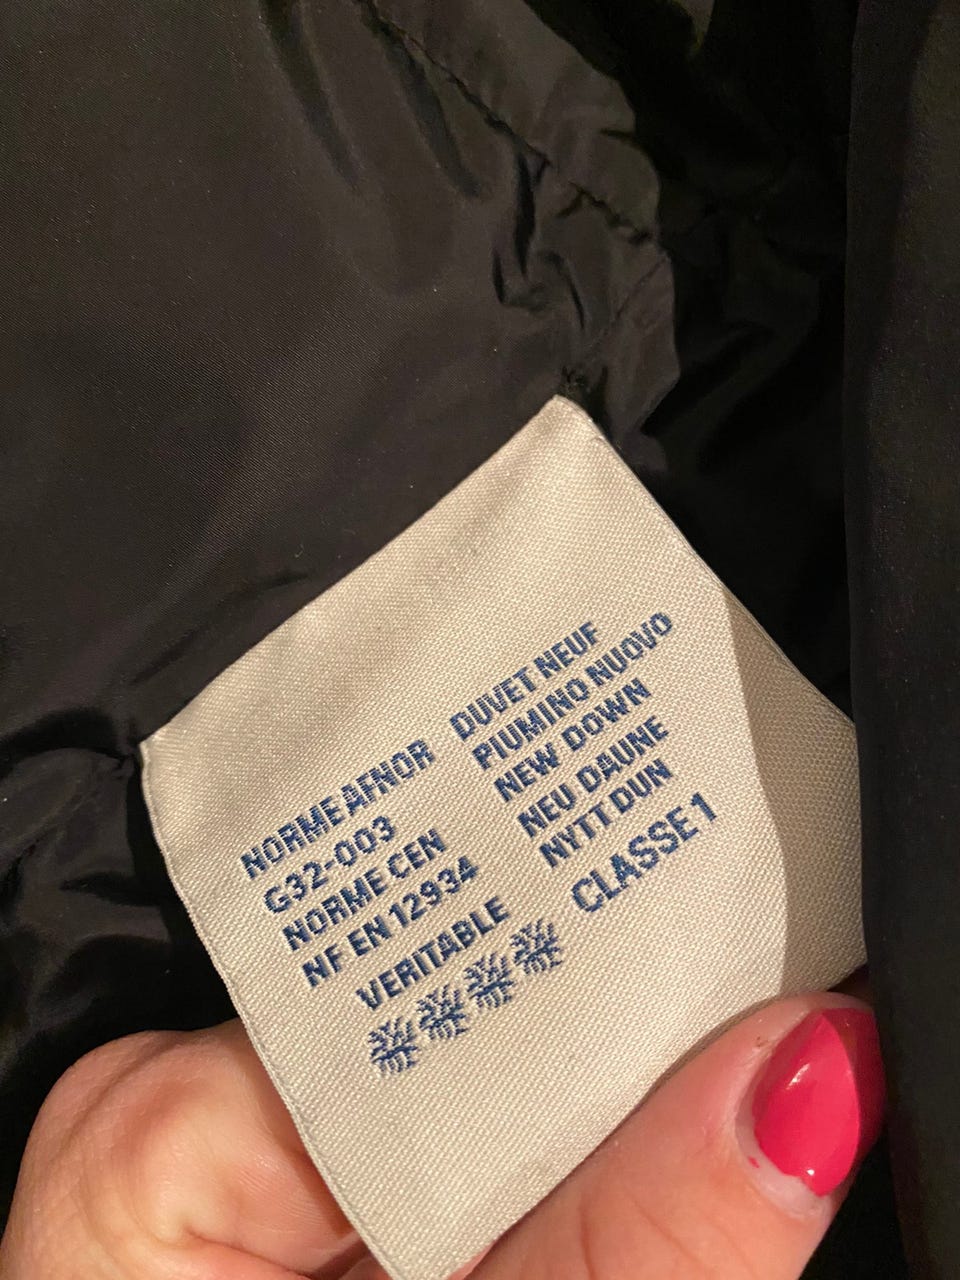 NORME AFNOR
G32-003
NORME CEN
NF EN 12934
VERITABLE
DUVET NEUF
PIUMINO NUOVO
NEW DOWN
NEU DAUNE
NYTT DUN
CLASSE 1